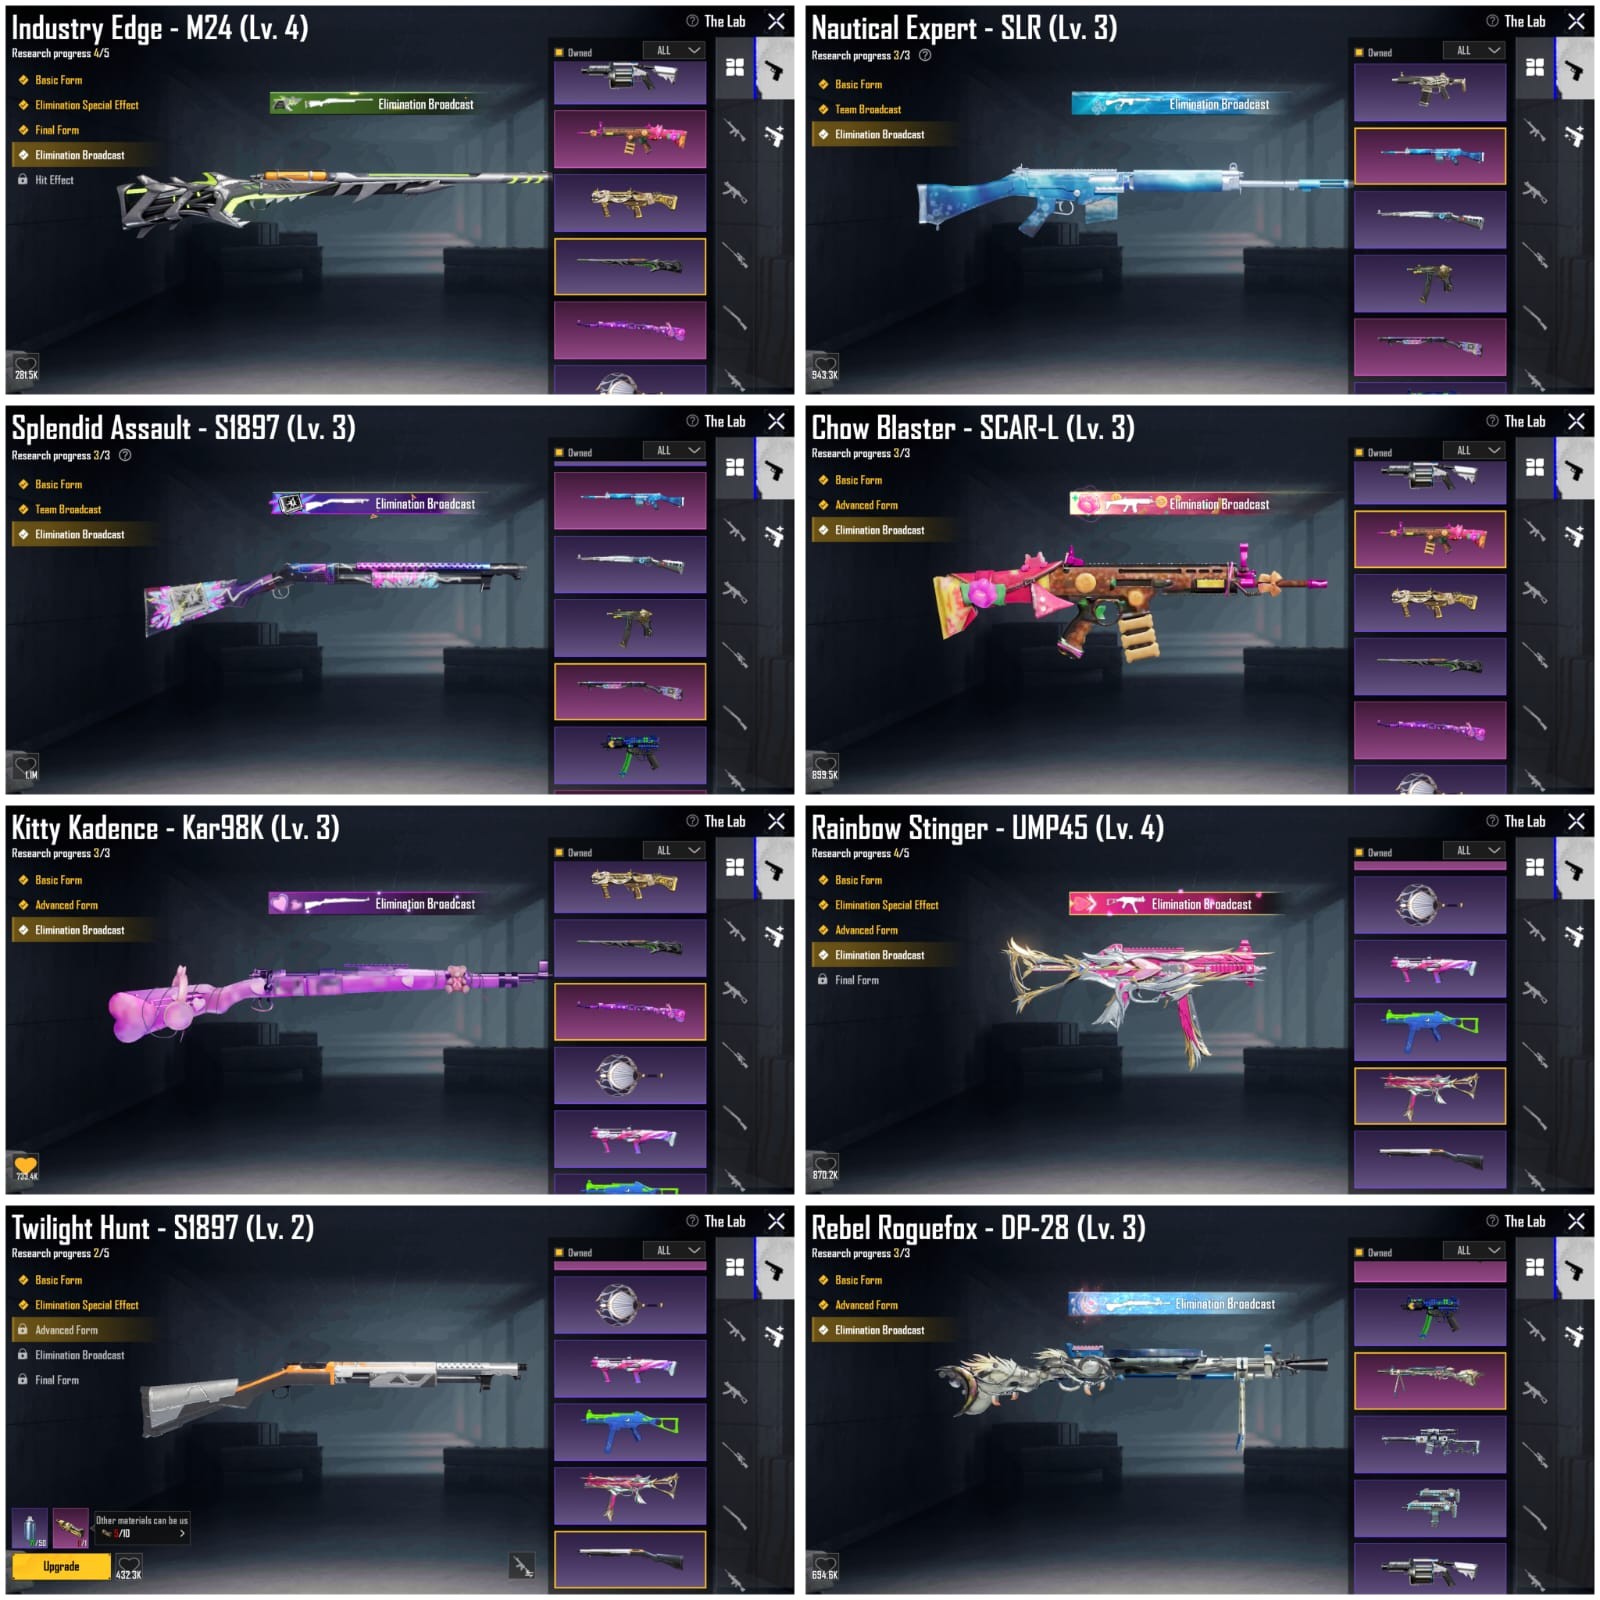 Industry Edge - M24 (Lv. 4)
Research progress 4/5
Basic Form
Elimination Special Effect
Final Form
Elimination Broadcast
Hit Effect
Elimination Broadcast
The Lab
Owned
ALL
281.5K
Nautical Expert - SLR (Lv. 3)
Research progress 3/3
Basic Form
Team Broadcast
Elimination Broadcast
Elimination Broadcast
The Lab
Owned
ALL
943.3K
Splendid Assault - S1897 (Lv. 3)
Research progress 3/3
Basic Form
Team Broadcast
Elimination Broadcast
Elimination Broadcast
The Lab
Owned
ALL
1.1M
Chow Blaster - SCAR-L (Lv. 3)
Research progress 3/3
Basic Form
Advanced Form
Elimination Broadcast
Elimination Broadcast
The Lab
Owned
ALL
899.5K
Kitty Kadence - Kar98K (Lv. 3)
Research progress 3/3
Basic Form
Advanced Form
Elimination Broadcast
Elimination Broadcast
The Lab
Owned
ALL
733.4K
Rainbow Stinger - UMP45 (Lv. 4)
Research progress 4/5
Basic Form
Elimination Special Effect
Advanced Form
Elimination Broadcast
Final Form
Elimination Broadcast
The Lab
Owned
ALL
870.2K
Twilight Hunt - S1897 (Lv. 2)
Research progress 2/5
Basic Form
Elimination Special Effect
Advanced Form
Elimination Broadcast
Final Form
The Lab
Owned
ALL
Other materials can be us
5/10
Upgrade
432.3K
Rebel Roguefox - DP-28 (Lv. 3)
Research progress 3/3
Basic Form
Advanced Form
Elimination Broadcast
Elimination Broadcast
The Lab
Owned
ALL
694.6K